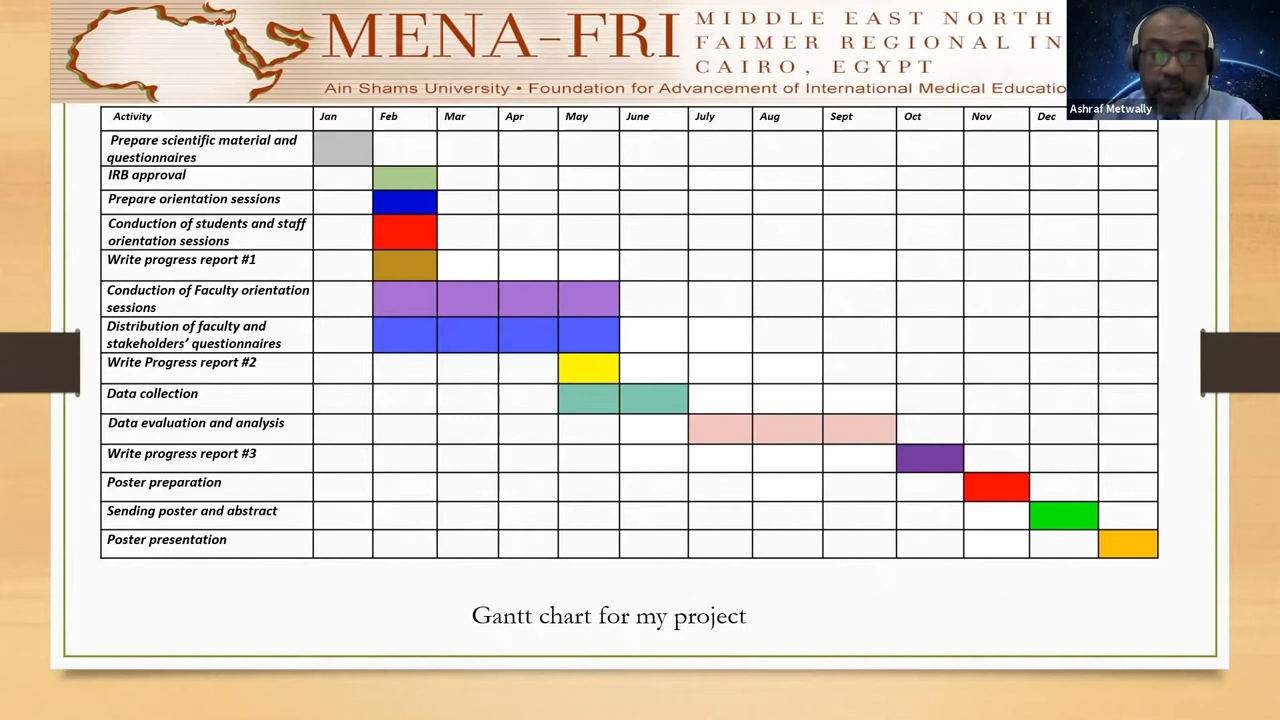 MENA-FRI
MIDDLE EAST NORTH
FAIMER REGIONAL IN
CAIRO, EGYPT
Ain Shams University • Foundation for Advancement of International Medical Educatio
Ashraf Metwally
Activity Jan Feb Mar Apr May June July Aug Sept Oct Nov Dec
Prepare scientific material and
questionnaires
IRB approval
Prepare orientation sessions
Conduction of students and staff
orientation sessions
Write progress report #1
Conduction of Faculty orientation
sessions
Distribution of faculty and
stakeholders’ questionnaires
Write Progress report #2
Data collection
Data evaluation and analysis
Write progress report #3
Poster preparation
Sending poster and abstract
Poster presentation
Gantt chart for my project